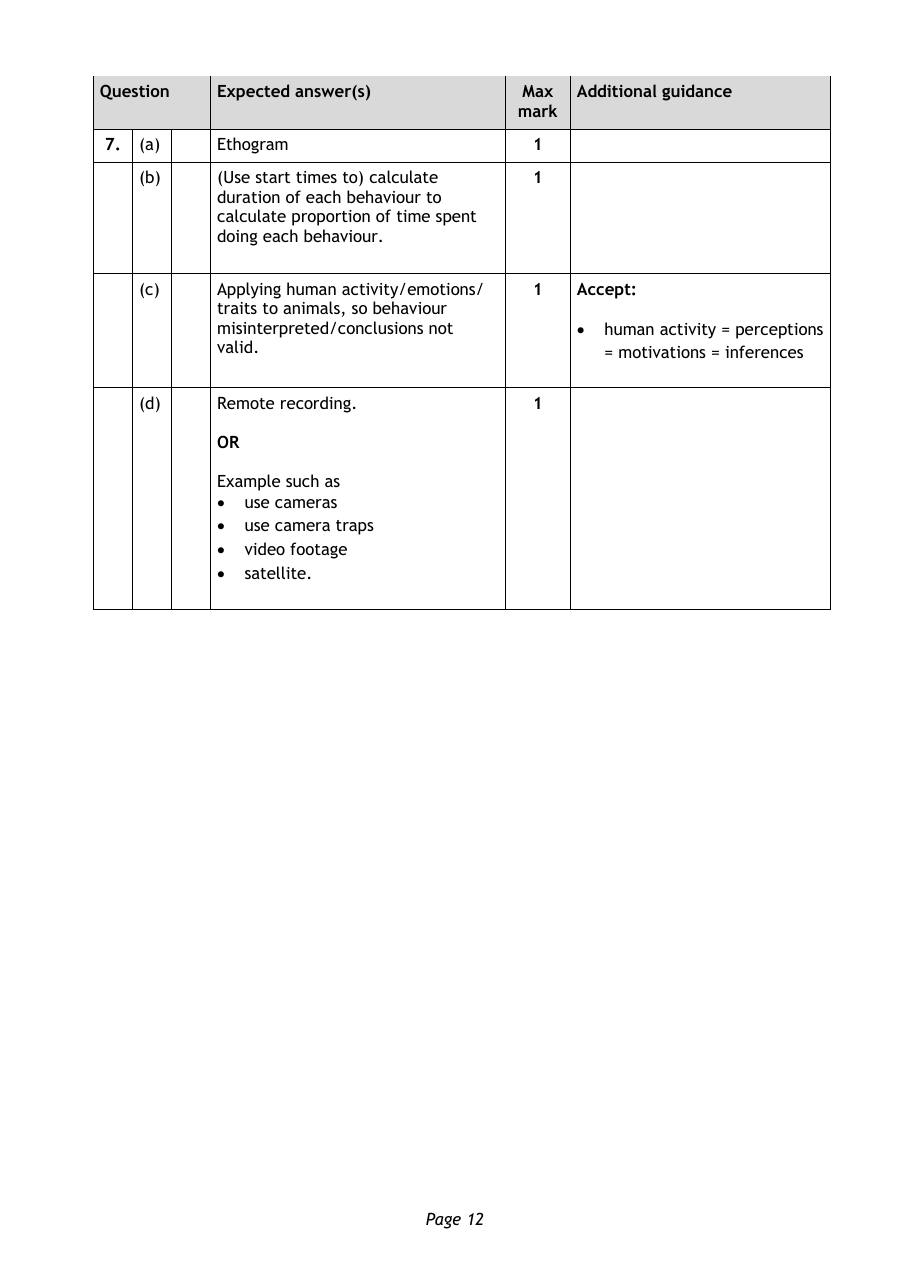 Question Expected answer(s) Max mark Additional guidance
7. (a) Ethogram 1
(b) (Use start times to) calculate 1
duration of each behaviour to
calculate proportion of time spent
doing each behaviour.
(c) Applying human activity/emotions/ 1 Accept:
traits to animals, so behaviour
misinterpreted/conclusions not
valid.
• human activity = perceptions
= motivations = inferences
(d) Remote recording. 1
OR
Example such as
• use cameras
• use camera traps
• video footage
• satellite.
Page 12